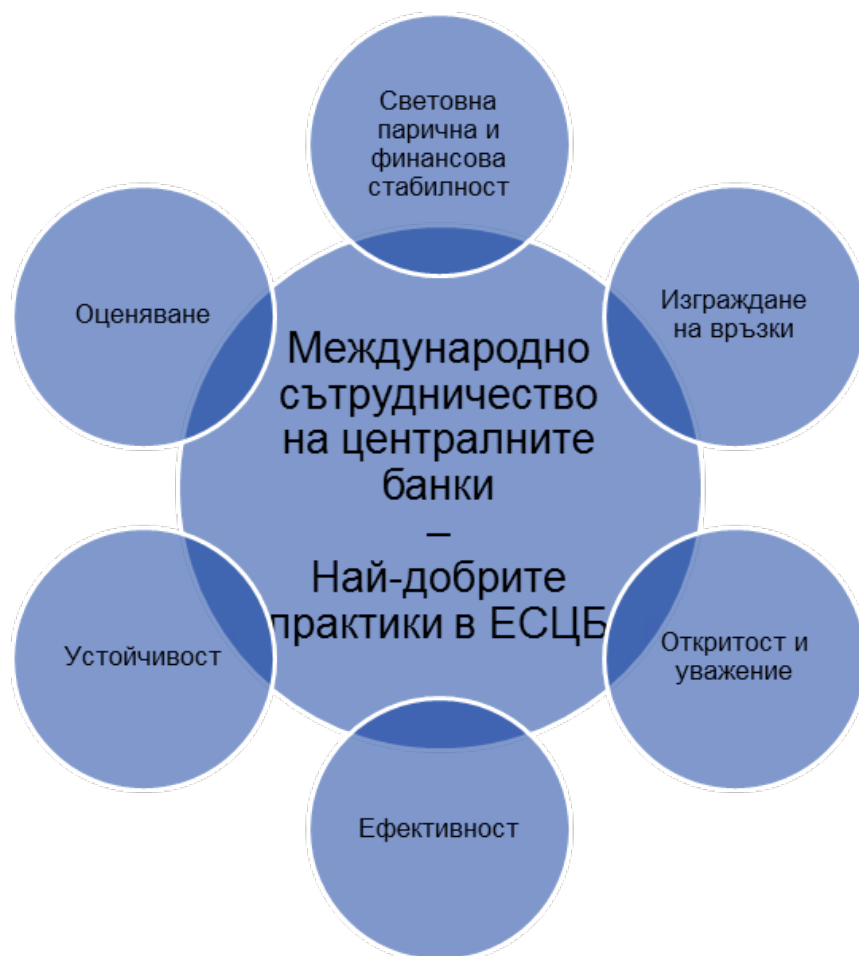 Световна
парична и
финансова
стабилност
Изграждане
на връзки
Откритост и
уважение
Ефективност
Устойчивост
Оценяване
Международно
сътрудничество
на централните
банки
–
Най-добрите
практики в ЕСЦБ